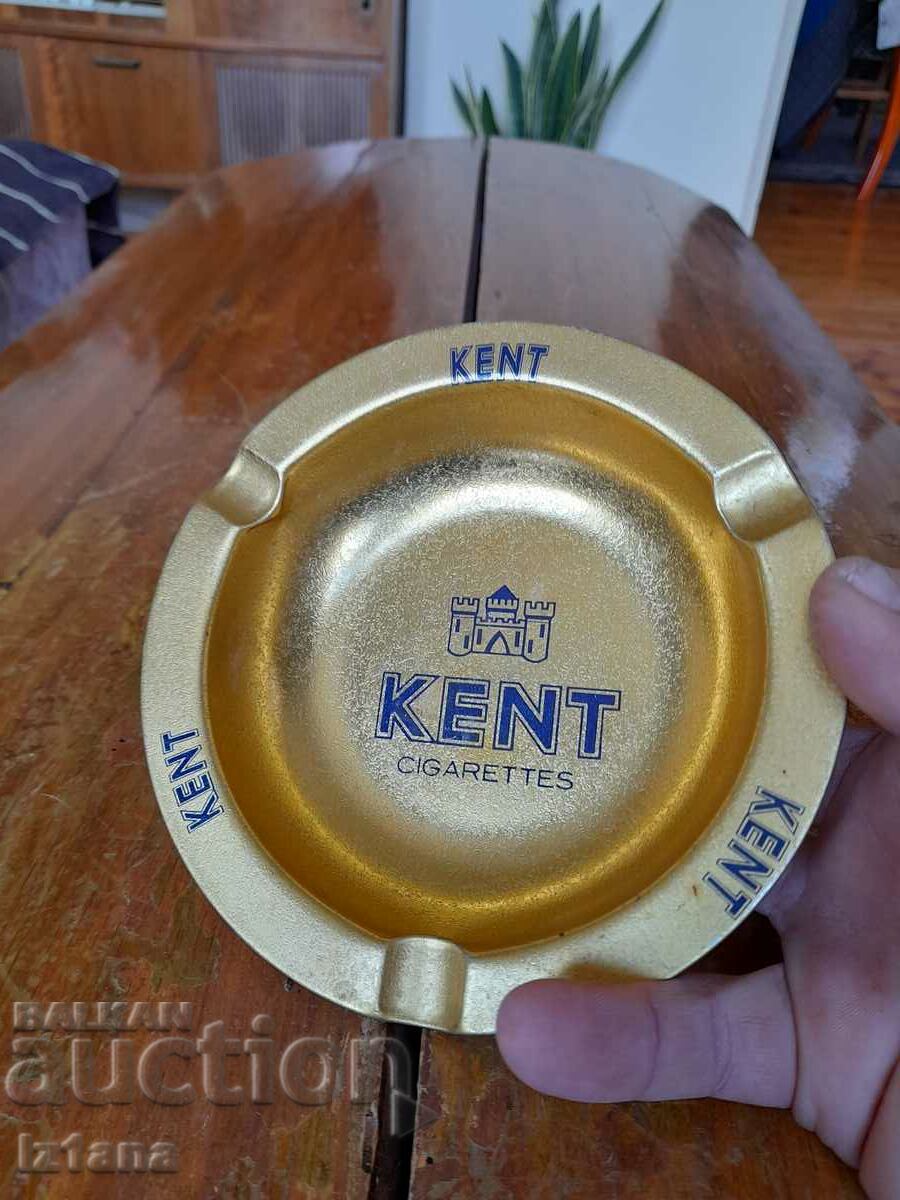 KENT
KENT
CIGARETTES
KENT
KENT
BALKAN
auction
Iz1ana